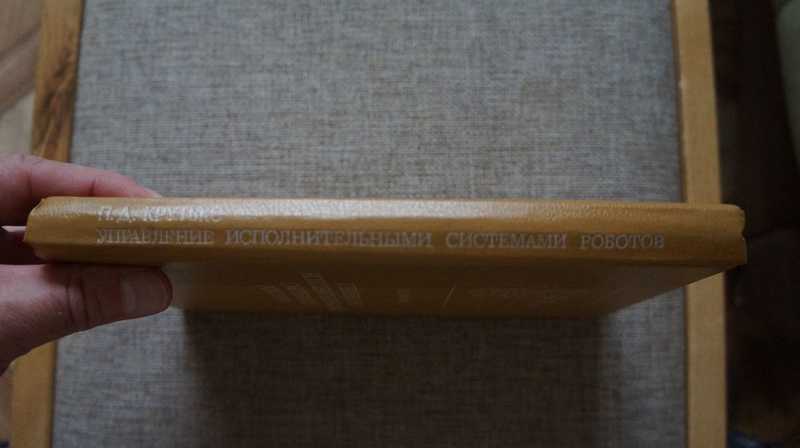 П. Д. КРУТЬКО
УПРАВЛЕНИЕ ИСПОЛНИТЕЛЬНЫМИ СИСТЕМАМИ РОБОТОВ